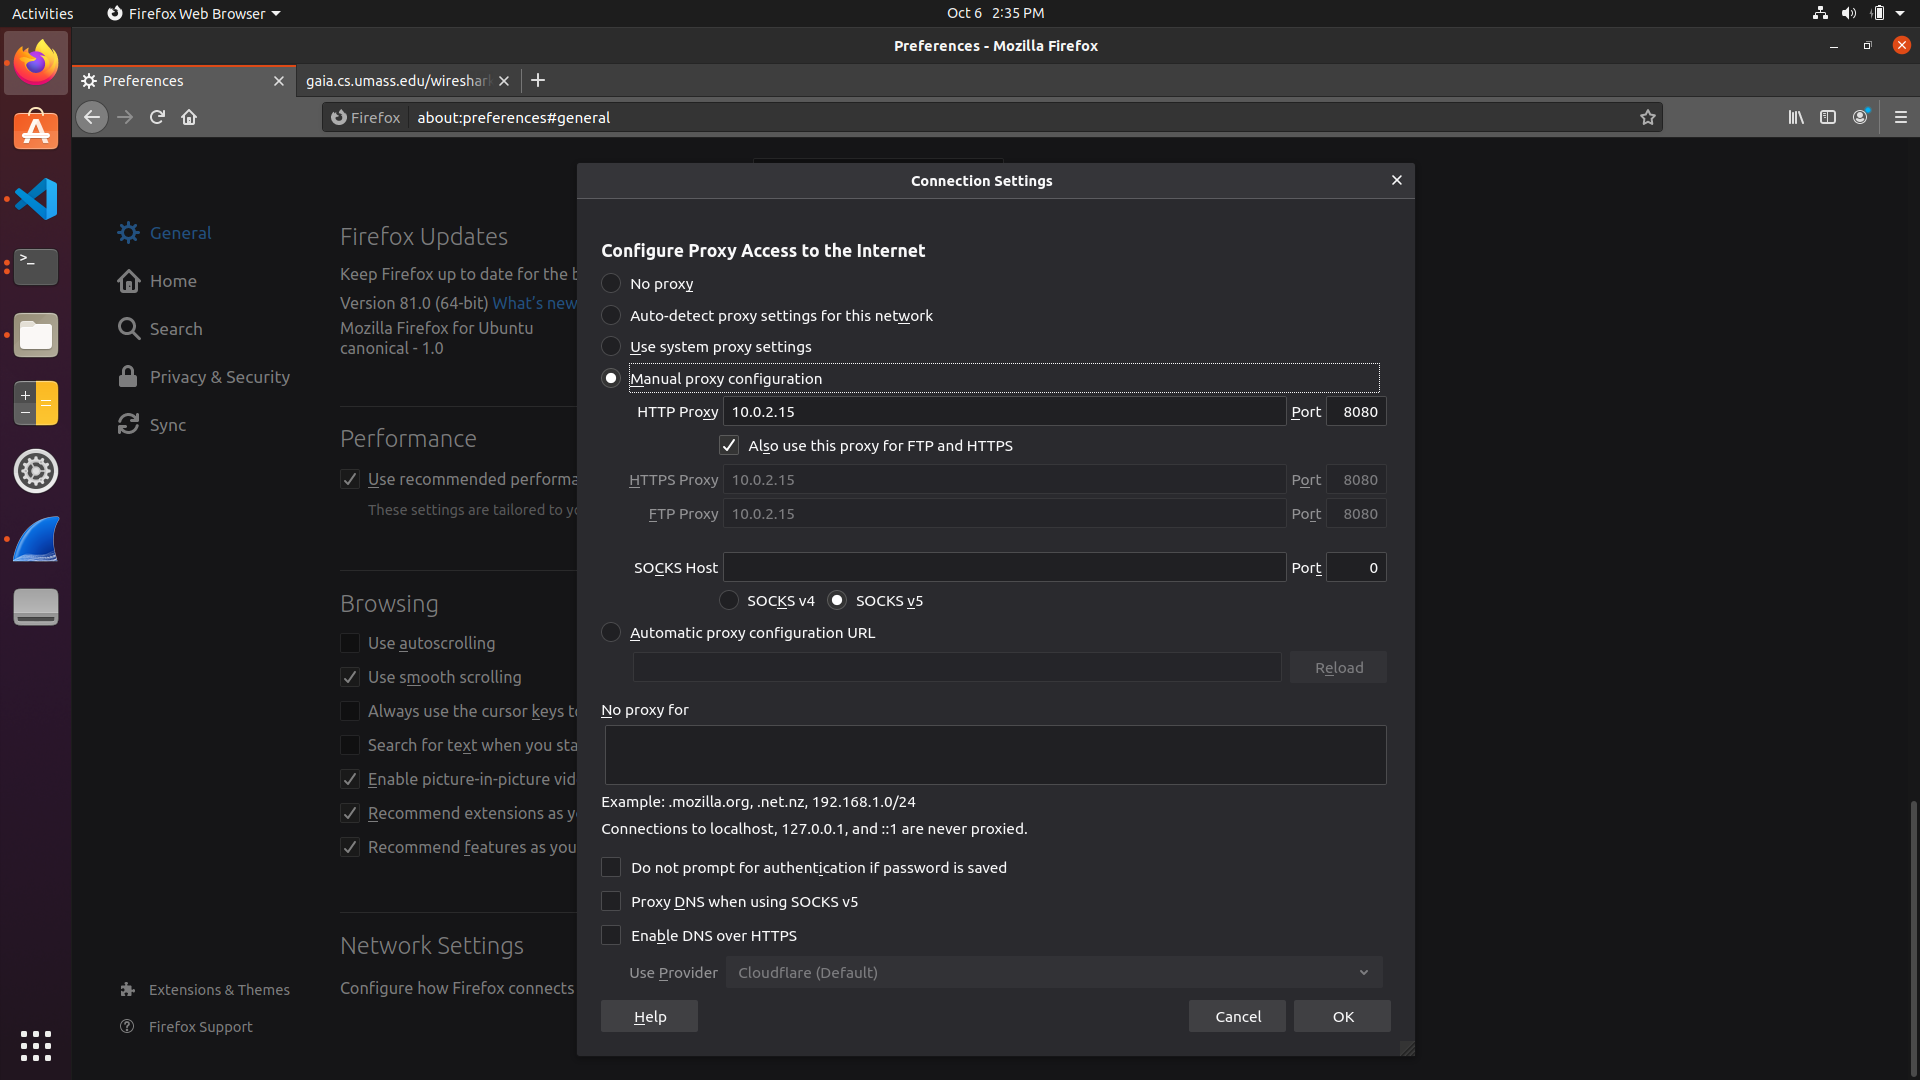 Activities
Firefox Web Browser
Oct 6 2:35 PM
Preferences - Mozilla Firefox
Preferences
gaia.cs.umass.edu/wireshar
Firefox
about:preferences#general
General
Home
Search
Privacy & Security
Sync
Extensions & Themes
Firefox Support
Firefox Updates
Keep Firefox up to date for the
Version 81.0 (64-bit) What's new
Mozilla Firefox for Ubuntu
canonical - 1.0
Performance
Use recommended performa
These settings are tailored to yo
Browsing
Use autoscrolling
Use smooth scrolling
Always use the cursor keys to
Search for text when you sta
Enable picture-in-picture vid
Recommend extensions as y
Recommend features as you
Network Settings
Configure how Firefox connects
Connection Settings
Configure Proxy Access to the Internet
No proxy
Auto-detect proxy settings for this network
Use system proxy settings
Manual proxy configuration
HTTP Proxy 10.0.2.15 Port 8080
Also use this proxy for FTP and HTTPS
HTTPS Proxy 10.0.2.15 Port 8080
FTP Proxy 10.0.2.15 Port 8080
SOCKS Host Port 0
SOCKS v4 SOCKS v5
Automatic proxy configuration URL
Reload
No proxy for
Example: .mozilla.org, .net.nz, 192.168.1.0/24
Connections to localhost, 127.0.0.1, and ::1 are never proxied.
Do not prompt for authentication if password is saved
Proxy DNS when using SOCKS v5
Enable DNS over HTTPS
Use Provider Cloudflare (Default)
Help
Cancel
OK